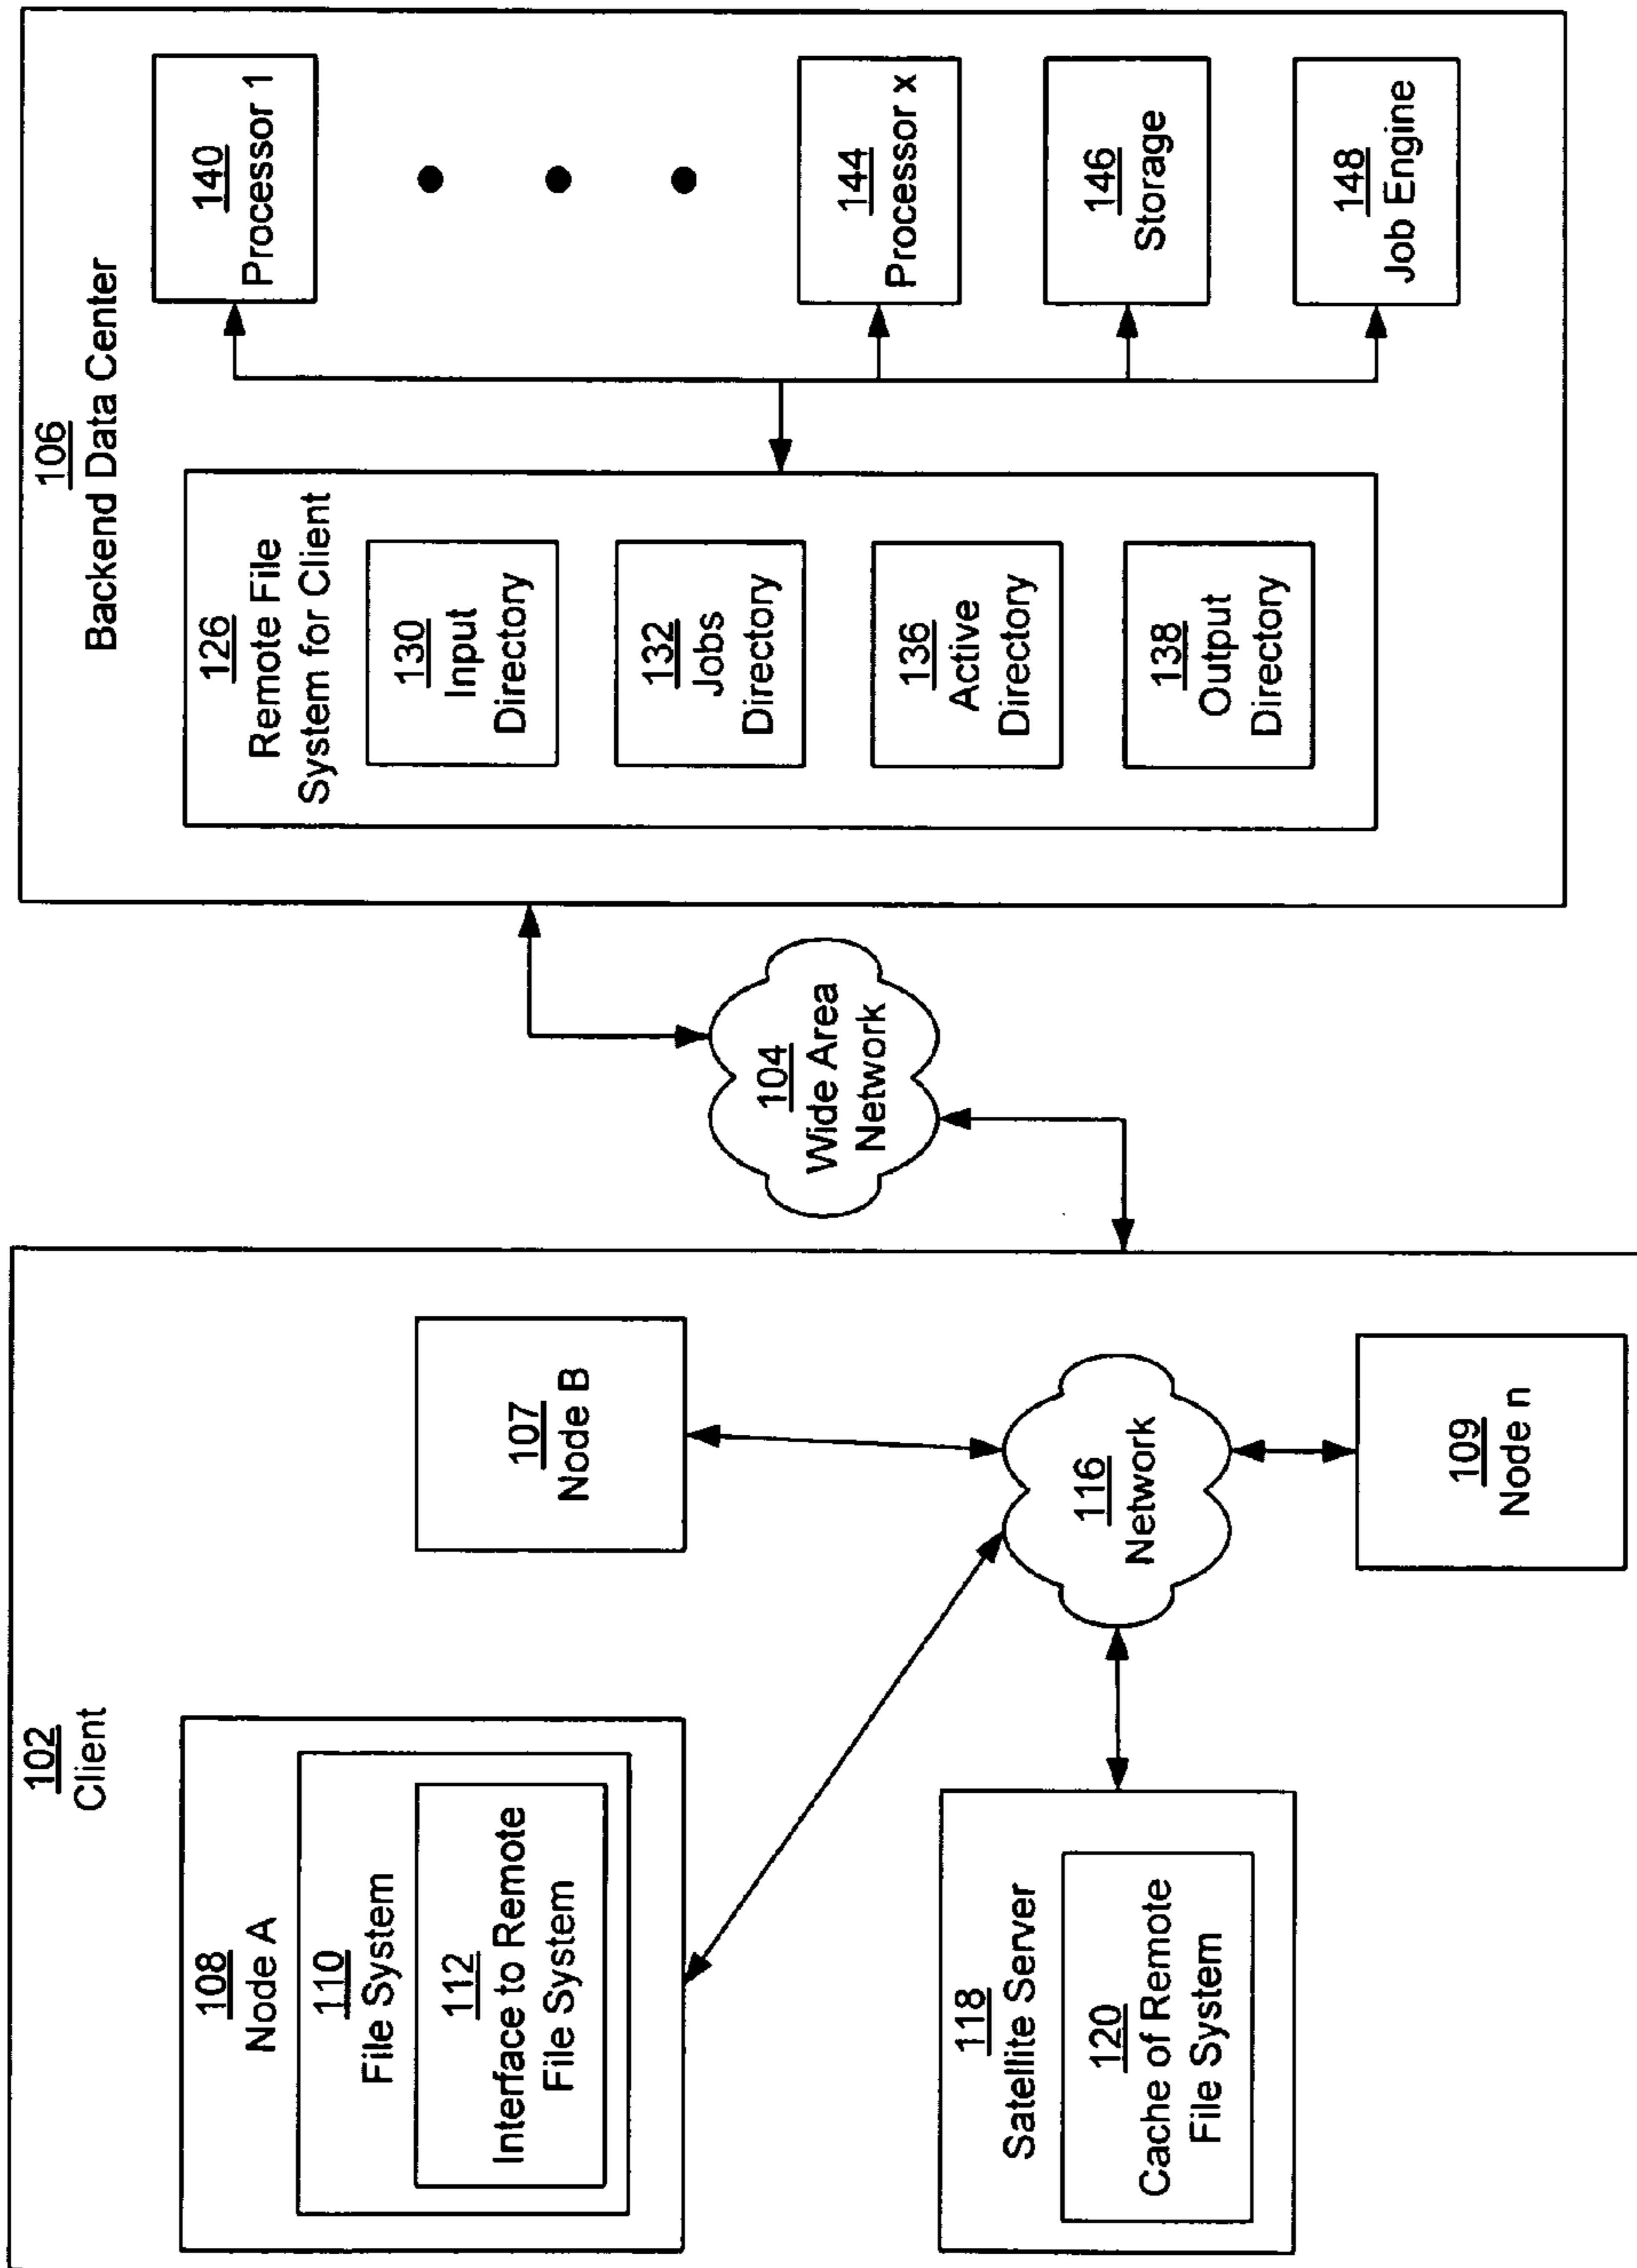 102
Client
108
Node A
110
File System
112
Interface to Remote
File System
107
Node B
118
Satellite Server
120
Cache of Remote
File System
116
Network
109
Node n
104
Wide Area
Network
106
Backend Data Center
126
Remote File
System for Client
130
Input
Directory
132
Jobs
Directory
136
Active
Directory
138
Output
Directory
140
Processor 1
144
Processor x
146
Storage
148
Job Engine